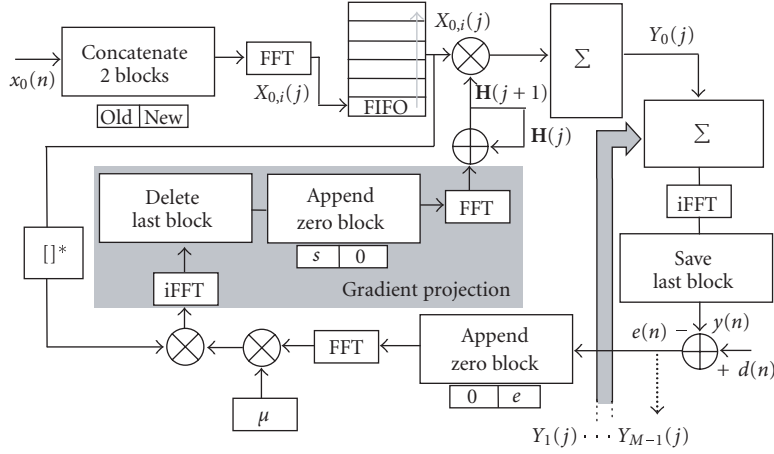 x₀(n)
Concatenate
2 blocks
Old New
FFT
X₀,ᵢ(j)
FIFO
X₀,ᵢ(j)
Σ
Y₀(j)
H(j + 1)
H(j)
Σ
Delete
last block
Append
zero block
s 0
FFT
iFFT
[]*
iFFT
Gradient projection
Save
last block
FFT
Append
zero block
0 e
e(n)
−
y(n)
+ d(n)
μ
Y₁(j) · · · Y_{M−1}(j)